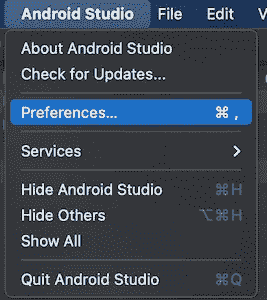 Android Studio File Edit V
About Android Studio
Check for Updates...
Preferences... ⌘ ,
Services >
Hide Android Studio ⌘H
Hide Others ⌥⌘H
Show All
Quit Android Studio ⌘Q